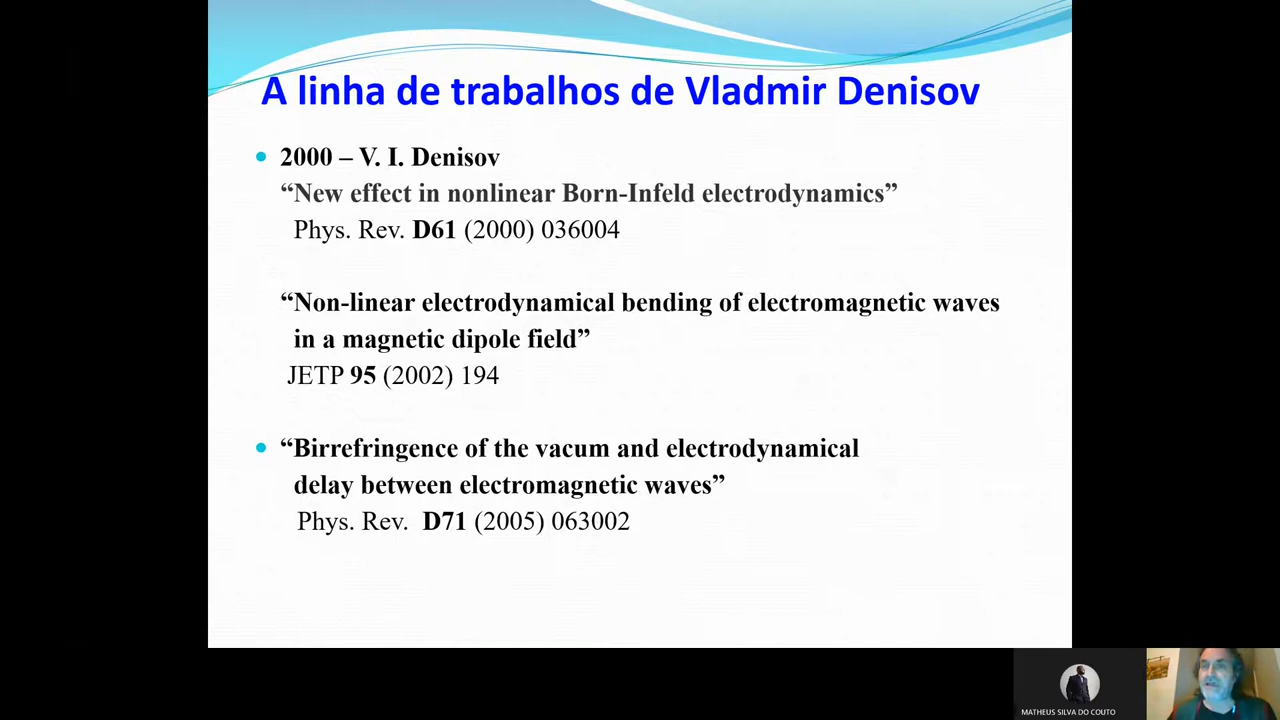 A linha de trabalhos de Vladmir Denisov
• 2000 – V. I. Denisov
“New effect in nonlinear Born-Infeld electrodynamics”
Phys. Rev. D61 (2000) 036004
“Non-linear electrodynamical bending of electromagnetic waves
in a magnetic dipole field”
JETP 95 (2002) 194
• “Birrefringence of the vacum and electrodynamical
delay between electromagnetic waves”
Phys. Rev. D71 (2005) 063002
MATHEUS SILVA DO COUTO